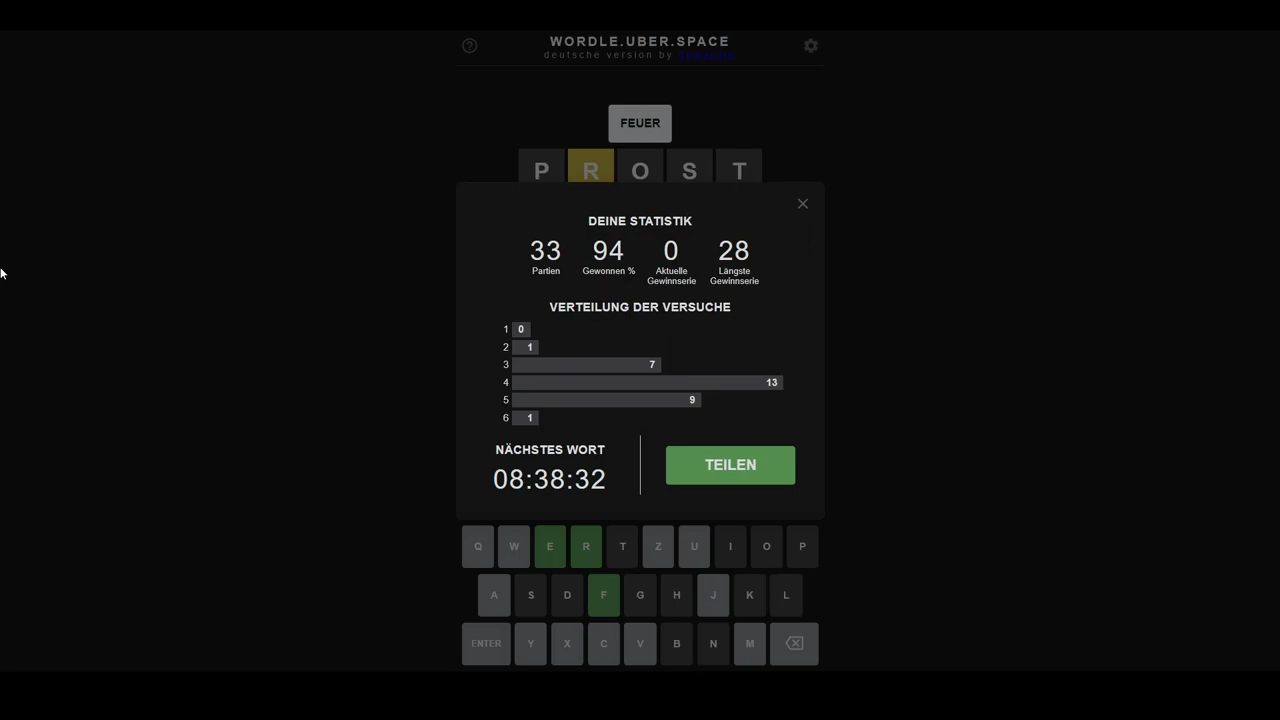 WORDLE.UBER.SPACE
deutsche version by
FEUER
P R O S T
DEINE STATISTIK
33 94 0 28
Partien Gewonnen % Aktuelle Gewinnserie Längste Gewinnserie
VERTEILUNG DER VERSUCHE
1 0
2 1
3 7
4 13
5 9
6 1
NÄCHSTES WORT
08:38:32
TEILEN
Q W E R T Z U I O P
A S D F G H J K L
ENTER Y X C V B N M